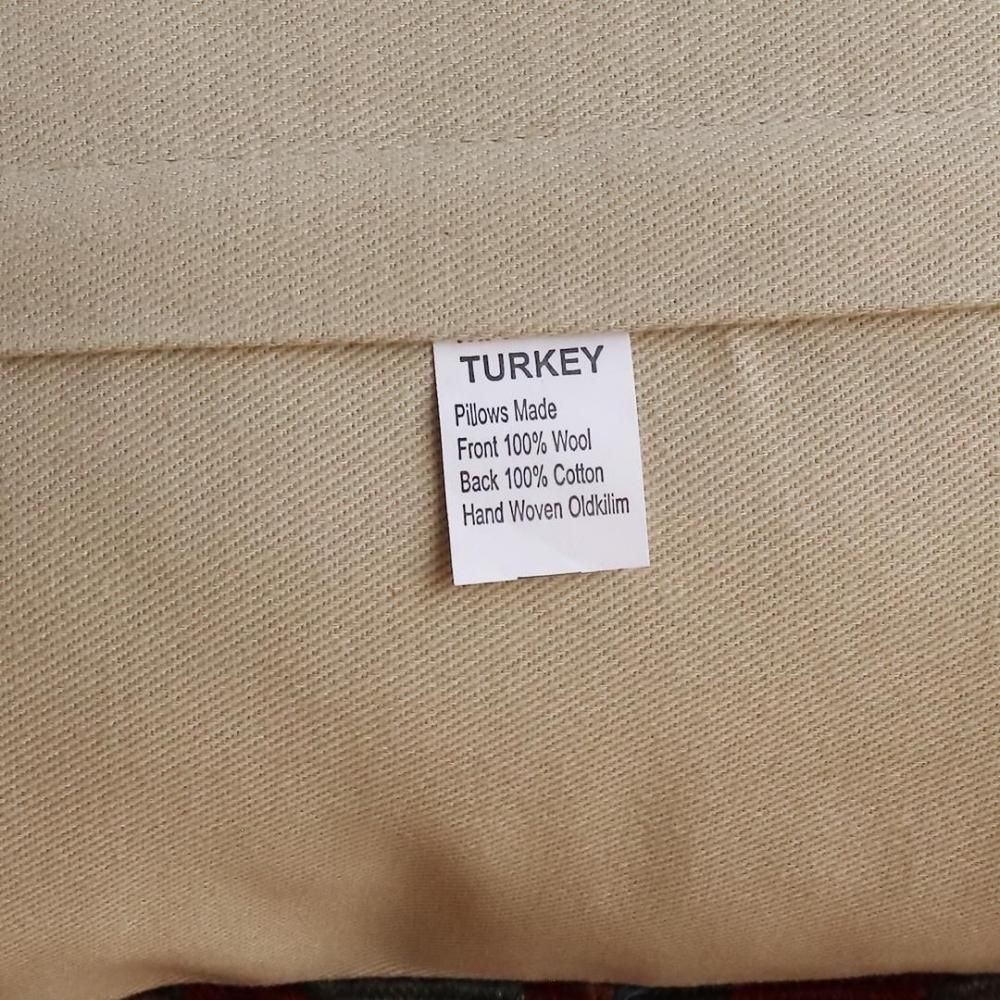 TURKEY
Pillows Made
Front 100% Wool
Back 100% Cotton
Hand Woven Oldkilim